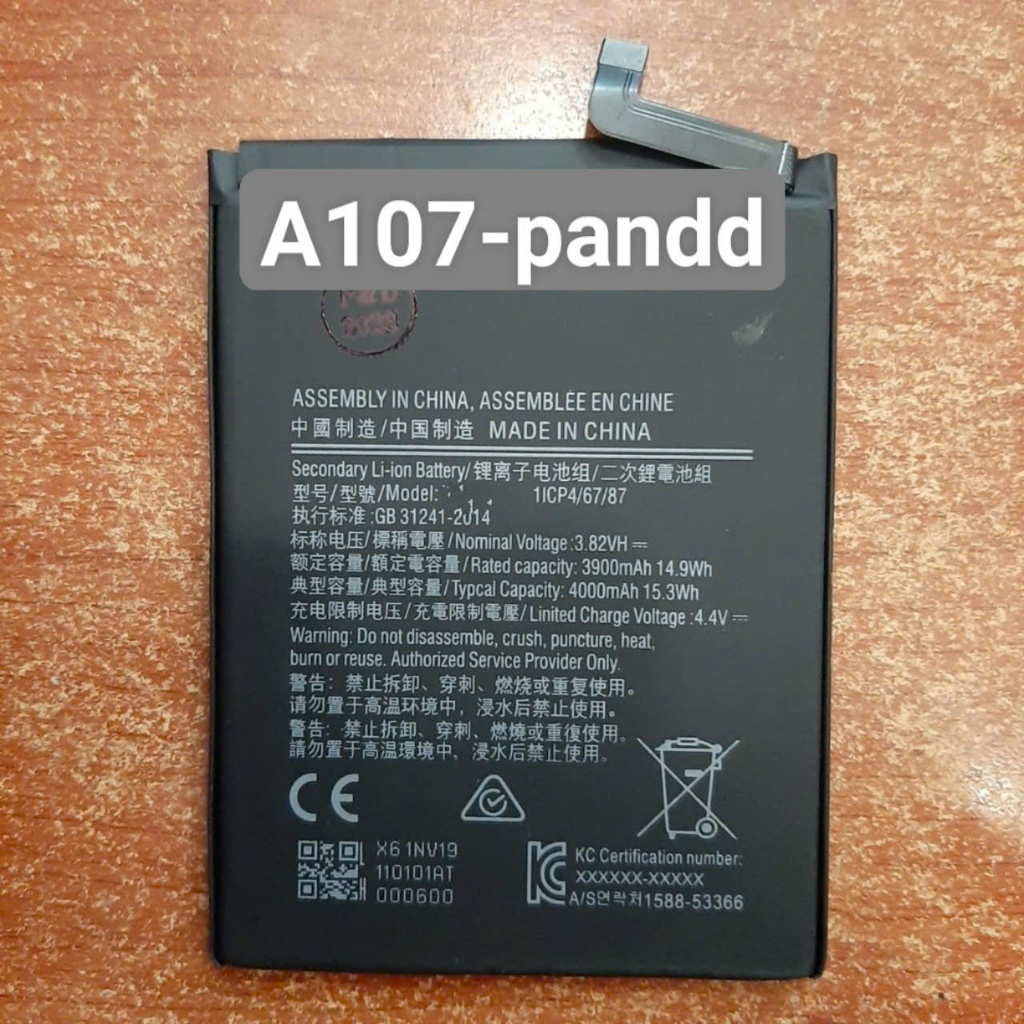 A107-pandd
ASSEMBLY IN CHINA, ASSEMBLÉE EN CHINE
中國制造/中国制造 MADE IN CHINA
Secondary Li-ion Battery/锂离子电池组/二次鋰電池組
型号/型號/Model: 1ICP4/67/87
执行标准:GB 31241-2014
标称电压/標稱電壓/Nominal Voltage:3.82VH ⎓
额定容量/額定電容量/Rated capacity: 3900mAh 14.9Wh
典型容量/典型容量/Typcal Capacity: 4000mAh 15.3Wh
充电限制电压/充電限制電壓/Limited Charge Voltage :4.4V ⎓
Warning: Do not disassemble, crush, puncture, heat,
burn or reuse. Authorized Service Provider Only.
警告: 禁止拆卸、穿刺、燃烧或重复使用。
请勿置于高温环境中，浸水后禁止使用。
警告: 禁止拆卸、穿刺、燃燒或重復使用。
請勿置于高温環境中，浸水后禁止使用。
CE
X61NV19
110101AT
000600
KC Certification number:
XXXXXX-XXXXX
A/S연락처1588-53366